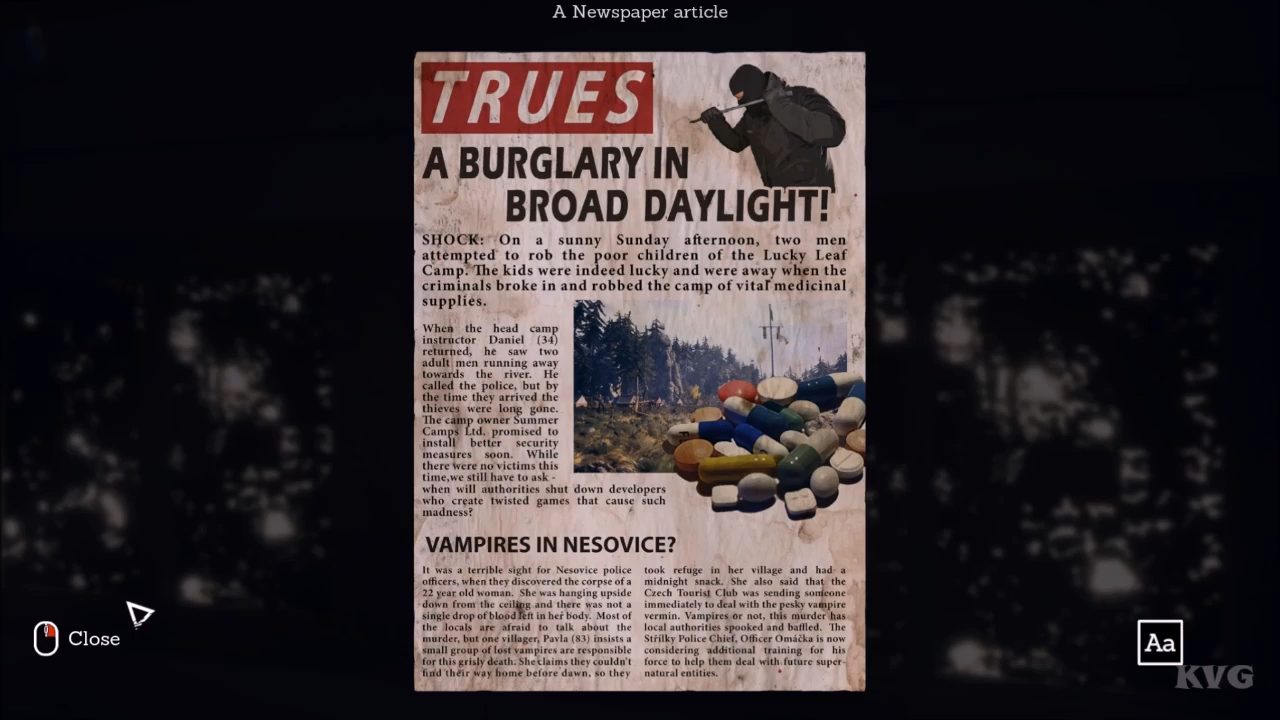 A Newspaper article
TRUES
A BURGLARY IN
BROAD DAYLIGHT!
SHOCK: On a sunny Sunday afternoon, two men
attempted to rob the poor children of the Lucky Leaf
Camp. The kids were indeed lucky and were away when the
criminals broke in and robbed the camp of vital medicinal
supplies.
When the head camp
instructor Daniel (34)
returned, he saw two
adult men running away
towards the river. He
called the police, but by
the time they arrived the
thieves were long gone.
The camp owner Summer
Camps Ltd. promised to
install better security
measures soon. While
there were no victims this
time,we still have to ask -
when will authorities shut down developers
who create twisted games that cause such
madness?
VAMPIRES IN NESOVICE?
It was a terrible sight for Nesovice police
officers, when they discovered the corpse of a
22 year old woman. She was hanging upside
down from the ceiling and there was not a
single drop of blood left in her body. Most of
the locals are afraid to talk about the
murder, but one villager, Pavla (83) insists a
small group of lost vampires are responsible
for this grisly death. She claims they couldn't
find their way home before dawn, so they
took refuge in her village and had a
midnight snack. She also said that the
Czech Tourist Club was sending someone
immediately to deal with the pesky vampire
vermin. Vampires or not, this murder has
local authorities spooked and baffled. The
Střílky Police Chief, Officer Omáčka is now
considering additional training for his
force to help them deal with future super-
natural entities.
Close
Aa
KVG